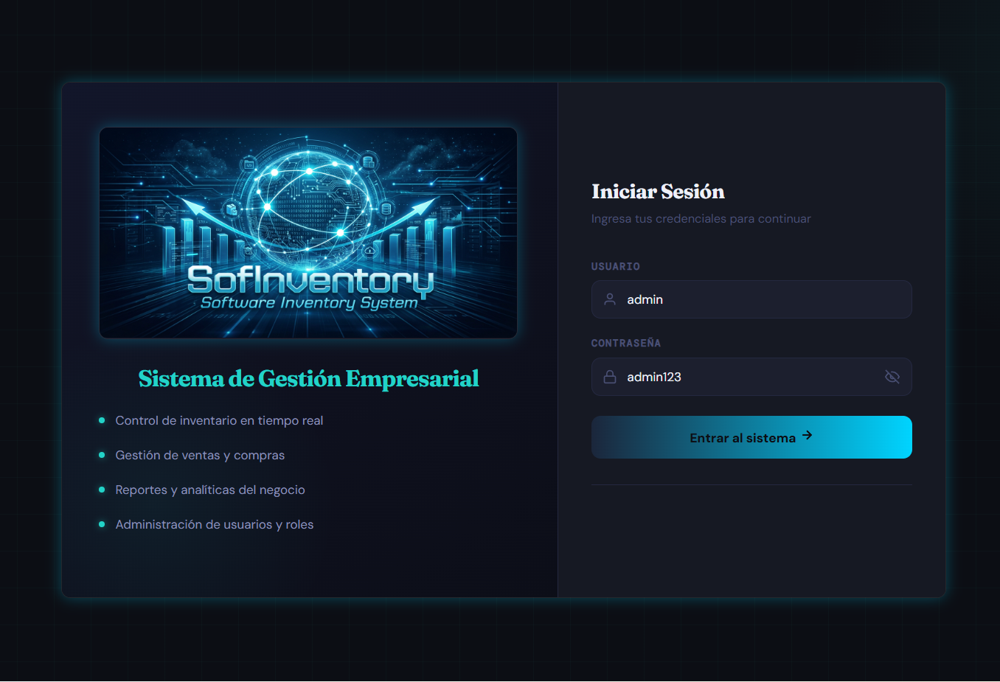 SofInventory
Software Inventory System
Sistema de Gestión Empresarial
Control de inventario en tiempo real
Gestión de ventas y compras
Reportes y analíticas del negocio
Administración de usuarios y roles
Iniciar Sesión
Ingresa tus credenciales para continuar
USUARIO
admin
CONTRASEÑA
admin123
Entrar al sistema →